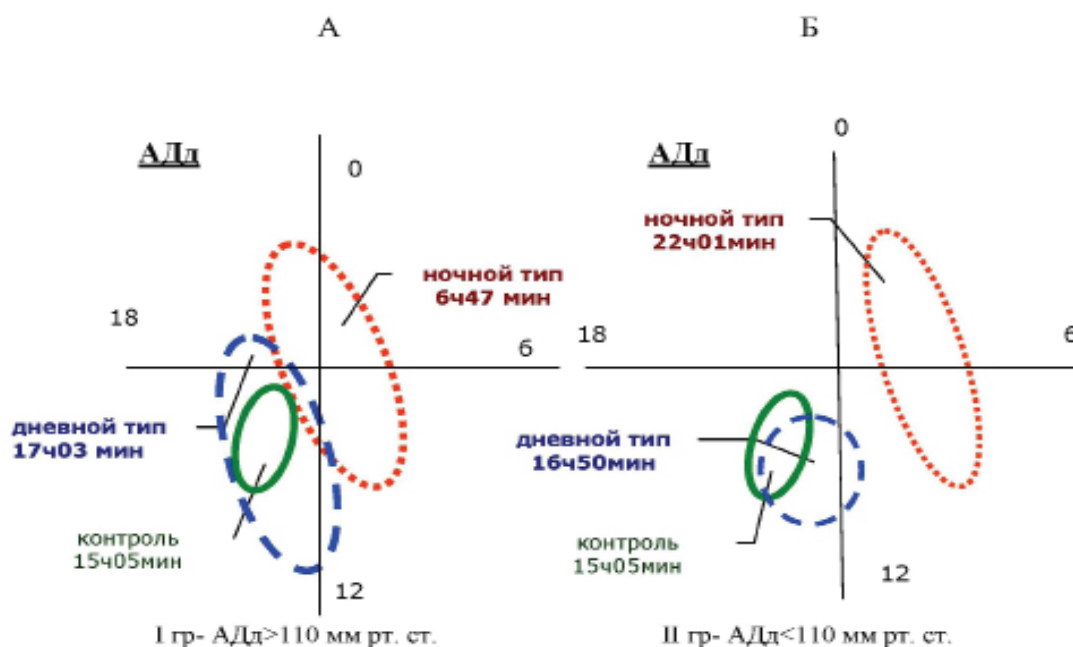 А
Б
АДд
0
ночной тип
6ч47 мин
18
6
дневной тип
17ч03 мин
контроль
15ч05мин
12
I гр- АДд>110 мм рт. ст.
0
АДд
ночной тип
22ч01мин
18
6
дневной тип
16ч50мин
контроль
15ч05мин
12
II гр- АДд<110 мм рт. ст.